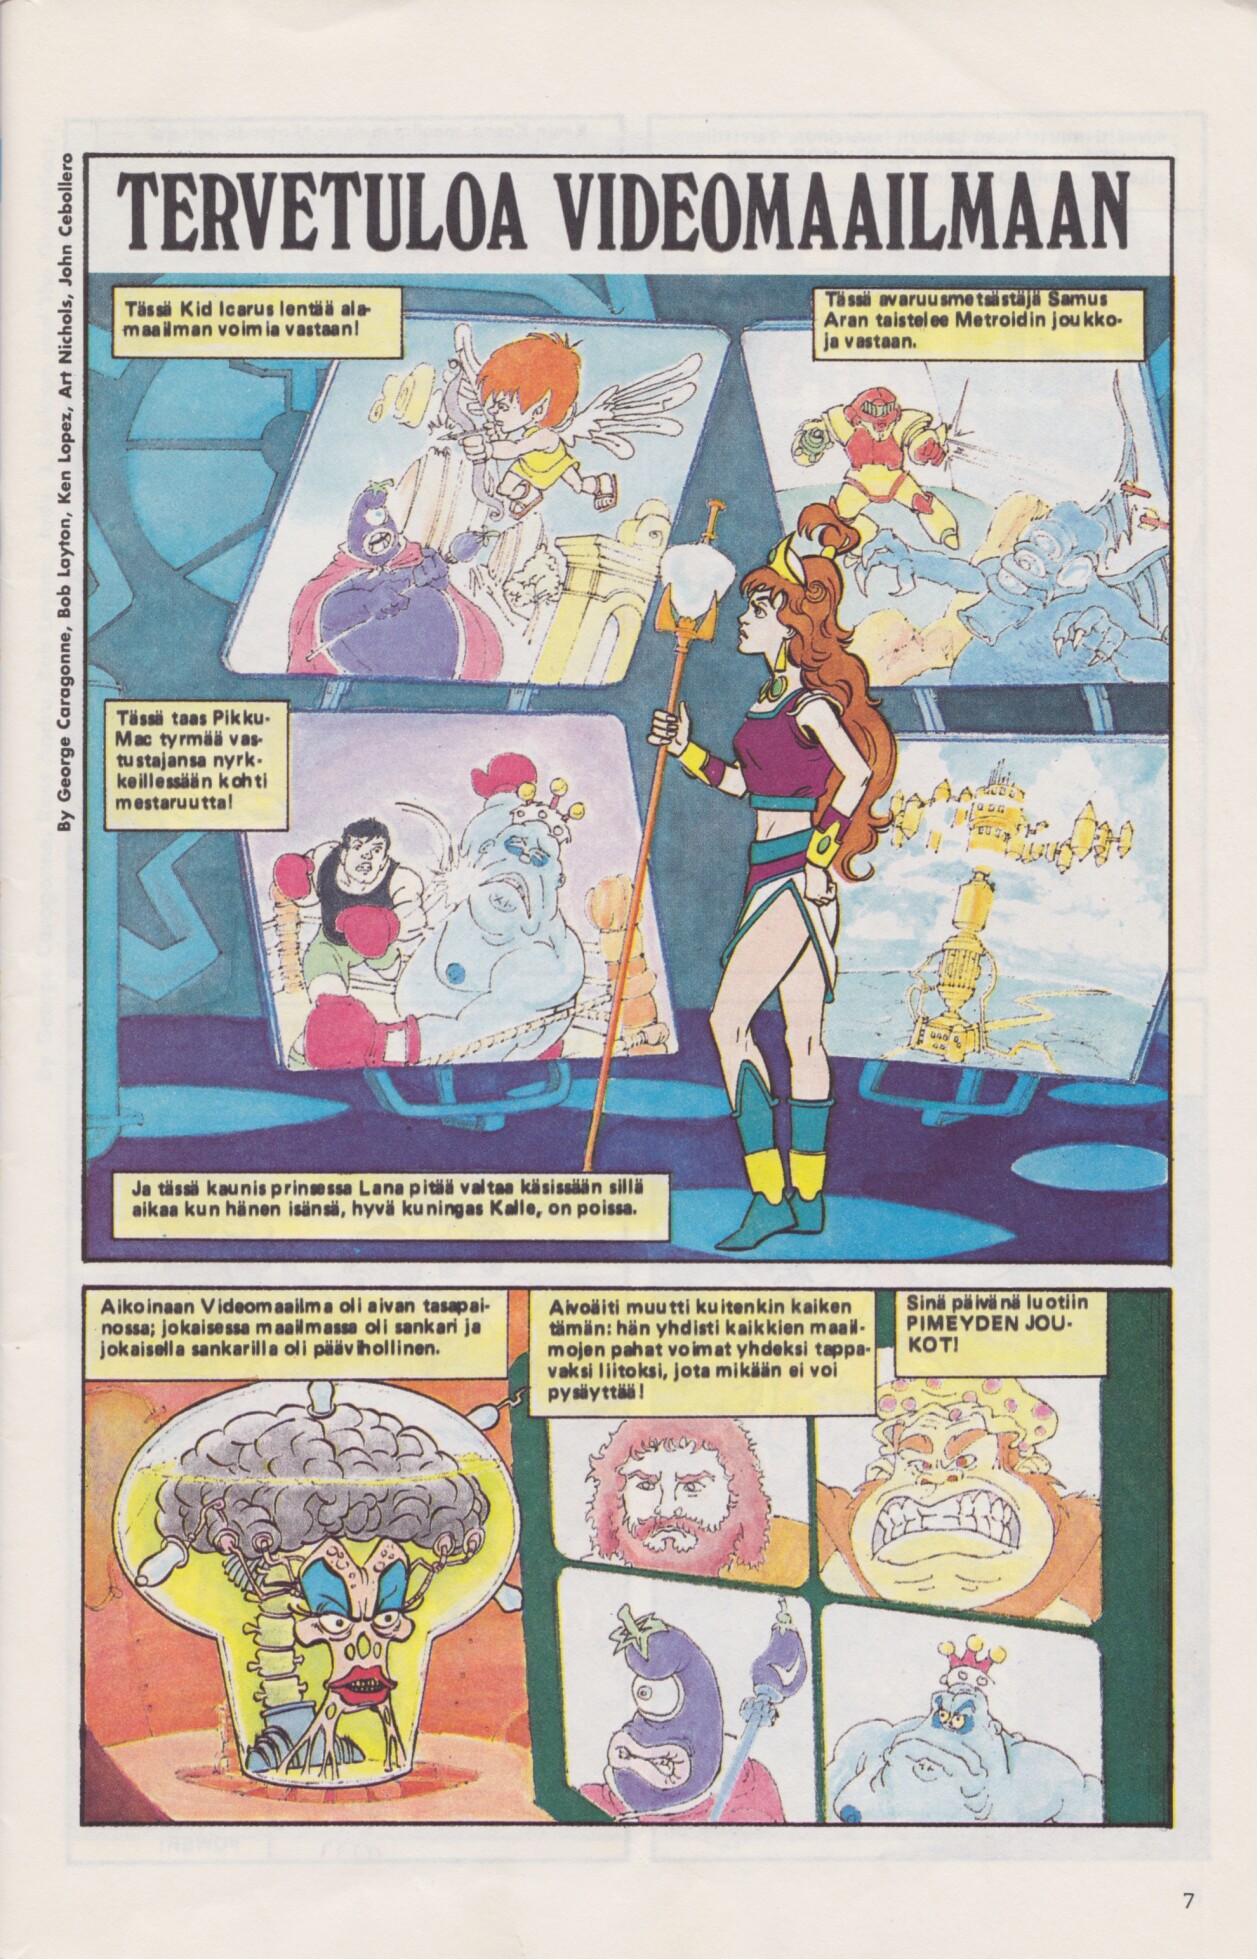 By George Caragonne, Bob Layton, Ken Lopez, Art Nichols, John Cebollero
TERVETULOA VIDEOMAAILMAAN
Tässä Kid Icarus lentää ala-
maailman voimia vastaan!
Tässä avaruusmetsästäjä Samus
Aran taistelee Metroidin joukko-
ja vastaan.
Tässä taas Pikku-
Mac tyrmää vas-
tustajansa nyrk-
keillessään kohti
mestaruutta!
Ja tässä kaunis prinsessa Lana pitää valtaa käsissään sillä
aikaa kun hänen isänsä, hyvä kuningas Kalle, on poissa.
Aikoinaan Videomaailma oli aivan tasapai-
nossa; jokaisessa maailmassa oli sankari ja
jokaisella sankarilla oli päävihollinen.
Aivoäiti muutti kuitenkin kaiken
tämän: hän yhdisti kaikkien maail-
mojen pahat voimat yhdeksi tappa-
vaksi liitoksi, jota mikään ei voi
pysäyttää!
Sinä päivänä luotiin
PIMEYDEN JOU-
KOT!
7